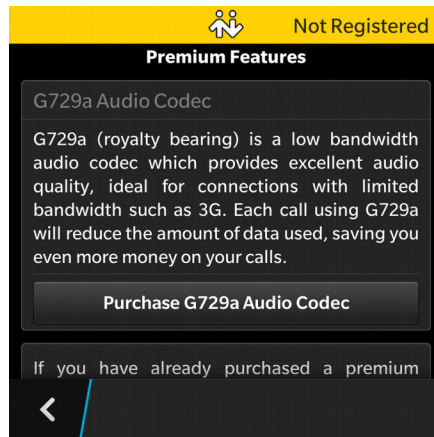 Not Registered
Premium Features
G729a Audio Codec
G729a (royalty bearing) is a low bandwidth
audio codec which provides excellent audio
quality, ideal for connections with limited
bandwidth such as 3G. Each call using G729a
will reduce the amount of data used, saving you
even more money on your calls.
Purchase G729a Audio Codec
If you have already purchased a premium